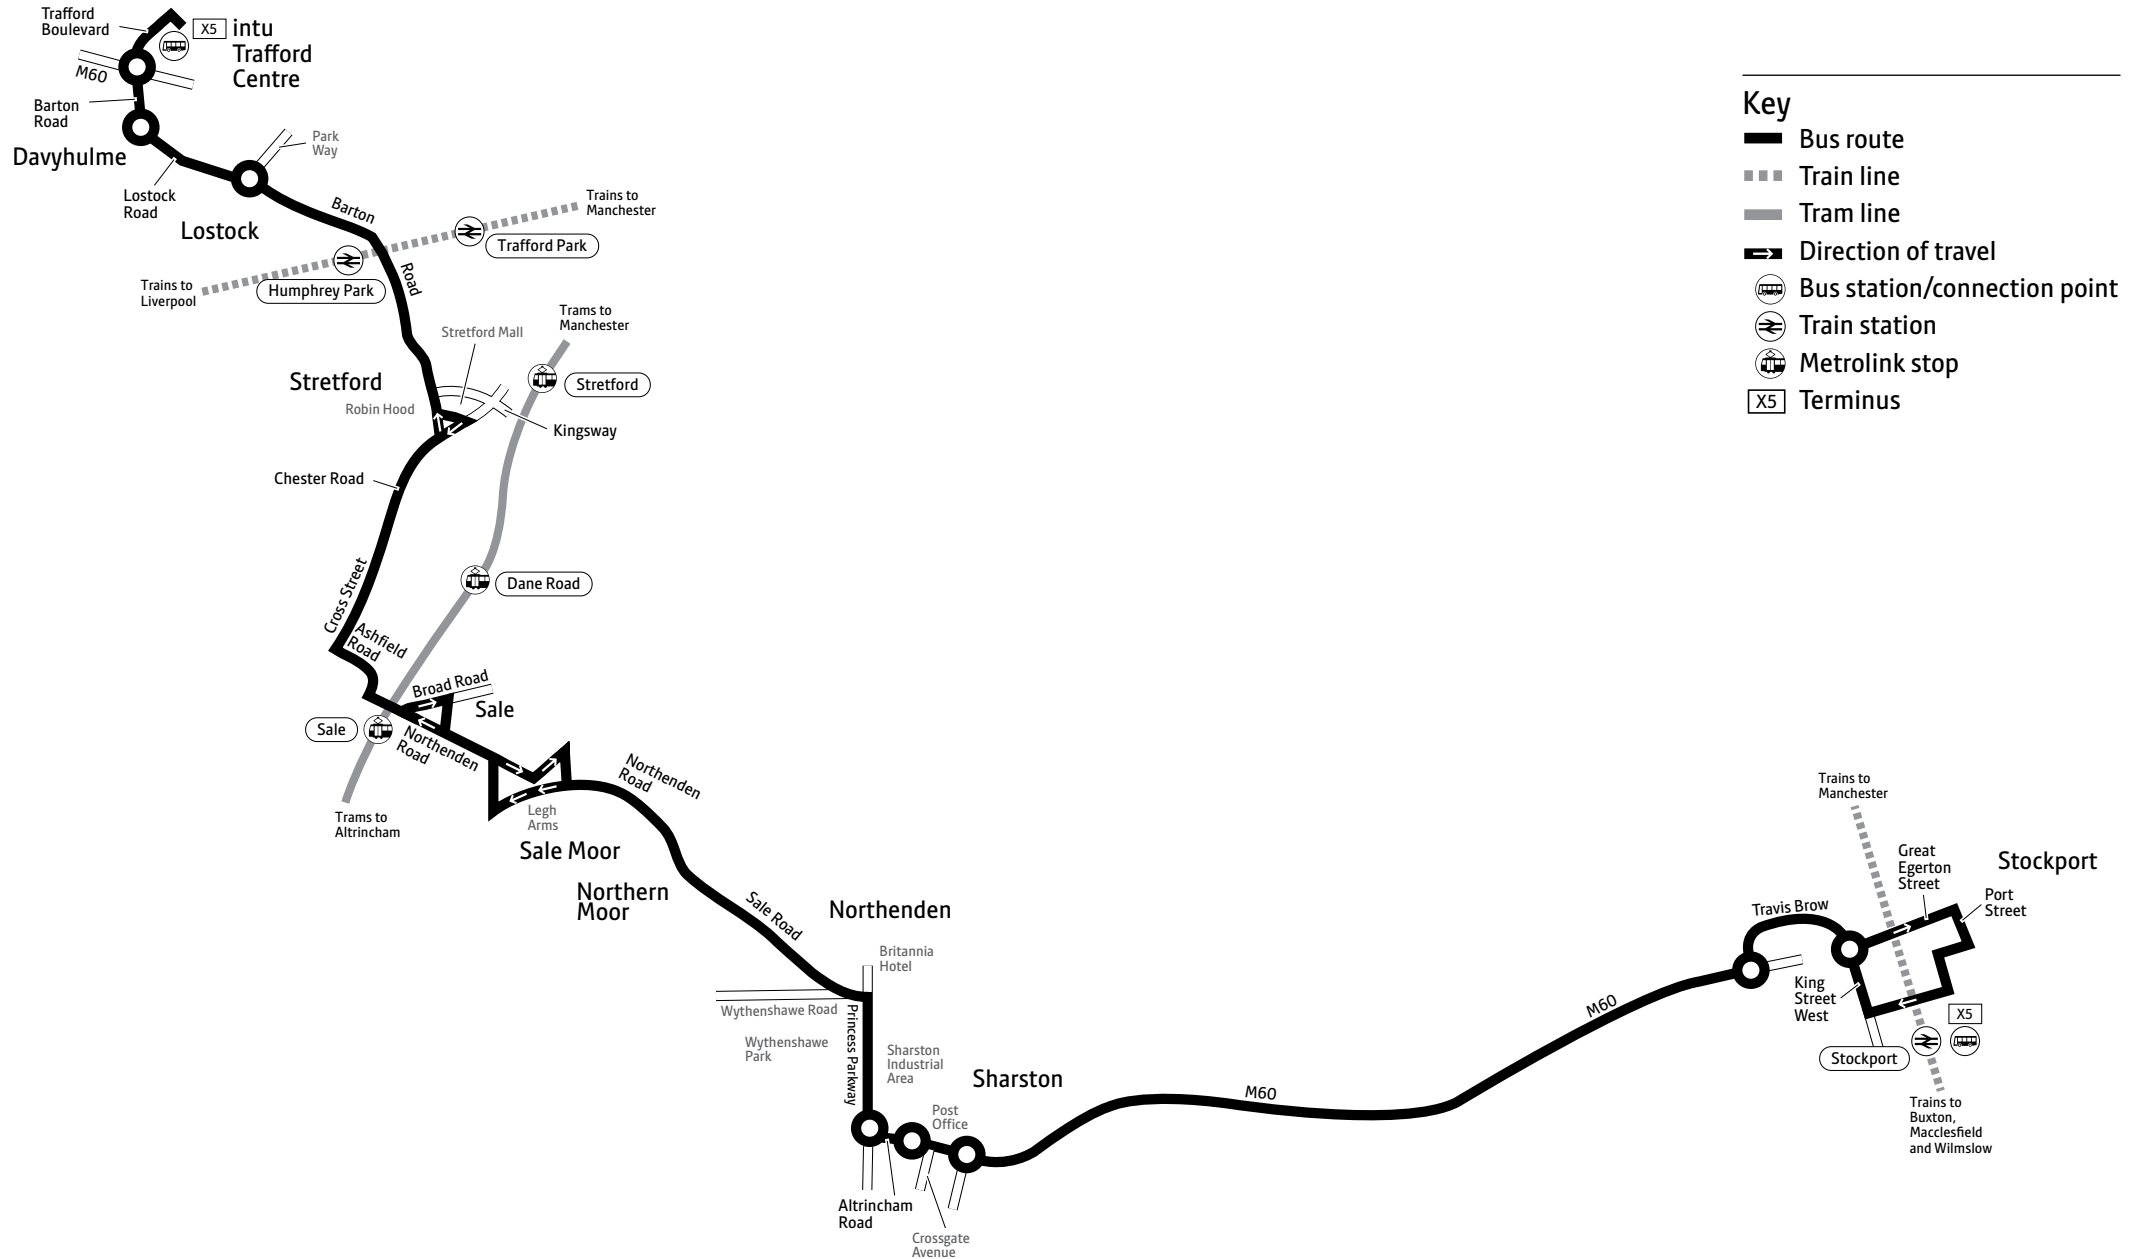 Trafford
Boulevard
X5
intu
Trafford
Centre
M60
Barton
Road
Davyhulme
Park
Way
Lostock
Road
Lostock
Barton
Road
Trains to
Manchester
Trafford Park
Trains to
Liverpool
Humphrey Park
Trams to
Manchester
Stretford Mall
Stretford
Stretford
Robin Hood
Kingsway
Chester Road
Dane Road
Cross Street
Ashfield
Road
Broad Road
Sale
Sale
Northenden
Road
Trams to
Altrincham
Northenden
Road
Legh
Arms
Sale Moor
Northern
Moor
Sale Road
Northenden
Britannia
Hotel
Wythenshawe Road
Wythenshawe
Park
Princess Parkway
Sharston
Industrial
Area
Sharston
Post
Office
Altrincham
Road
Crossgate
Avenue
M60
M60
Trains to
Manchester
Great
Egerton
Street
Stockport
Port
Street
Travis Brow
King
Street
West
X5
Stockport
Trains to
Buxton,
Macclesfield
and Wilmslow
Key
Bus route
Train line
Tram line
Direction of travel
Bus station/connection point
Train station
Metrolink stop
X5 Terminus